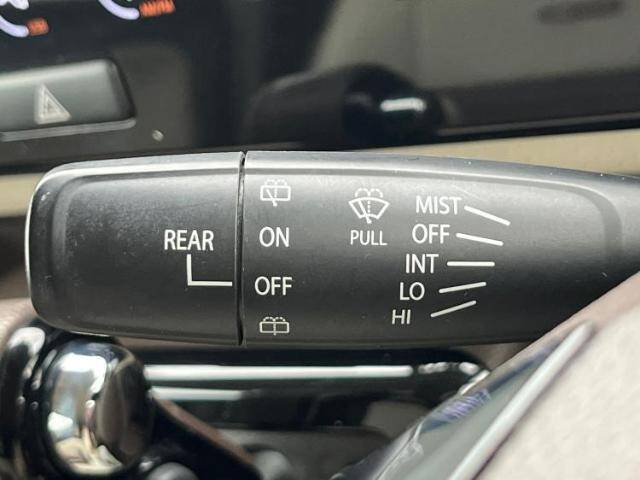 REAR
ON
OFF
PULL
MIST
OFF
INT
LO
HI